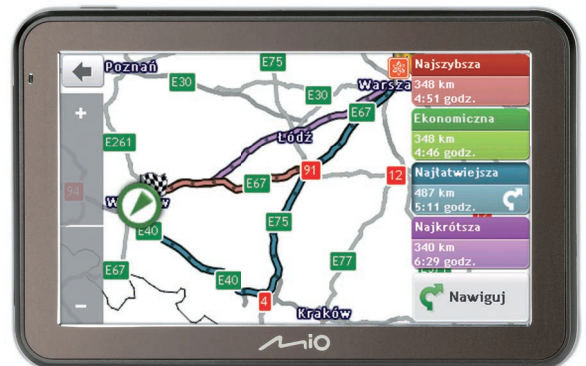 Poznań
E75
Najszybsza
E30
Warsza
348 km
4:51 godz.
E30
E67
Ekonomiczna
348 km
4:46 godz.
Łódź
E261
91
12
Najłatwiejsza
487 km
5:11 godz.
94
E67
E75
Najkrótsza
340 km
6:29 godz.
E40
E77
E67
E40
4
Kraków
Nawiguj
Mio